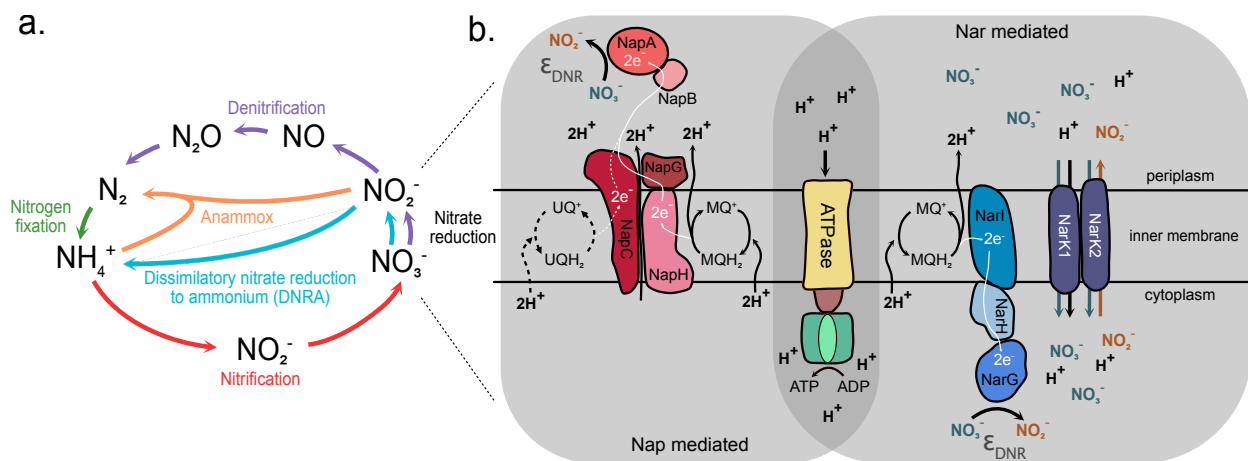 a.
Denitrification
N₂O
NO
N₂
NO₂⁻
Anammox
Nitrogen
fixation
NH₄⁺
Nitrate
reduction
NO₃⁻
Dissimilatory nitrate reduction
to ammonium (DNRA)
NO₂⁻
Nitrification
b.
Nar mediated
NO₂⁻
NapA
2e⁻
εDNR
NO₃⁻
NapB
H⁺
H⁺
H⁺
NO₃⁻
NO₃⁻
H⁺
NO₃⁻
2H⁺
2H⁺
2H⁺
2H⁺
H⁺
NO₂⁻
NapG
periplasm
UQ⁺
2e⁻
2e⁻
MQ⁺
ATPase
MQ⁺
NarI
2e⁻
NarK1
NarK2
inner membrane
UQH₂
NapC
MQH₂
MQH₂
NapH
cytoplasm
2H⁺
2H⁺
2H⁺
NarH
H⁺
H⁺
2e⁻
NarG
NO₃⁻
NO₂⁻
H⁺
H⁺
NO₃⁻
ATP
ADP
H⁺
NO₃⁻
NO₂⁻
εDNR
Nap mediated